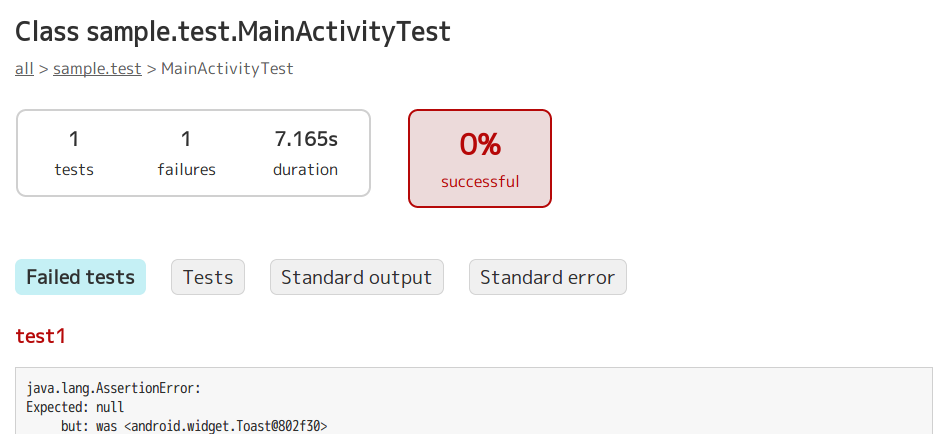 Class sample.test.MainActivityTest
all > sample.test > MainActivityTest
1 1 7.165s 0%
tests failures duration successful
Failed tests Tests Standard output Standard error
test1
java.lang.AssertionError:
Expected: null
     but: was <android.widget.Toast@802f30>